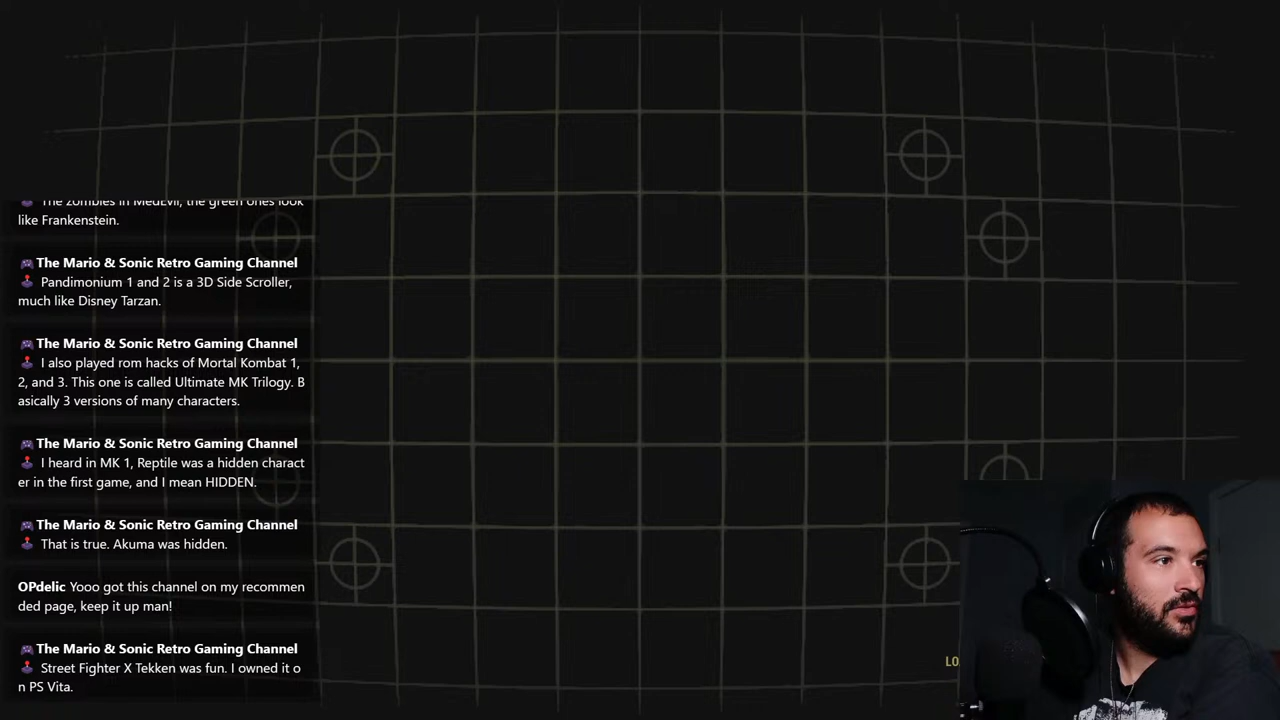 The zombies in MedEvil, the green ones look
like Frankenstein.
The Mario & Sonic Retro Gaming Channel
Pandimonium 1 and 2 is a 3D Side Scroller,
much like Disney Tarzan.
The Mario & Sonic Retro Gaming Channel
I also played rom hacks of Mortal Kombat 1,
2, and 3. This one is called Ultimate MK Trilogy. B
asically 3 versions of many characters.
The Mario & Sonic Retro Gaming Channel
I heard in MK 1, Reptile was a hidden charact
er in the first game, and I mean HIDDEN.
The Mario & Sonic Retro Gaming Channel
That is true. Akuma was hidden.
OPdelic Yooo got this channel on my recommen
ded page, keep it up man!
The Mario & Sonic Retro Gaming Channel
Street Fighter X Tekken was fun. I owned it o
n PS Vita.
LO